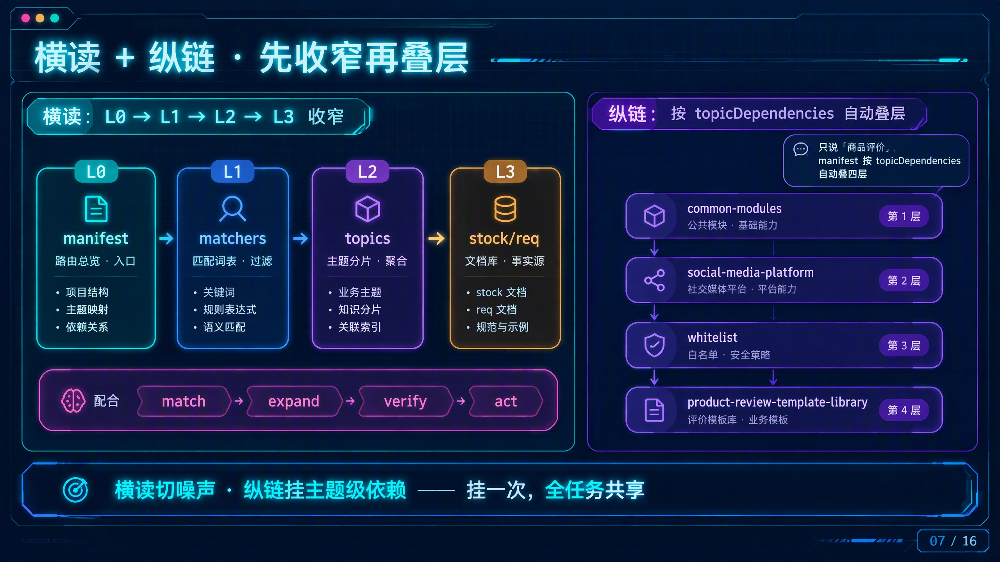 横读 + 纵链 · 先收窄再叠层
横读： L0 → L1 → L2 → L3 收窄
L0
manifest
路由总览 · 入口
• 项目结构
• 主题映射
• 依赖关系
L1
matchers
匹配词表 · 过滤
• 关键词
• 规则表达式
• 语义匹配
L2
topics
主题分片 · 聚合
• 业务主题
• 知识分片
• 关联索引
L3
stock/req
文档库 · 事实源
• stock 文档
• req 文档
• 规范与示例
配合 match → expand → verify → act
纵链： 按 topicDependencies 自动叠层
只说「商品评价」，
manifest 按 topicDependencies
自动叠四层
common-modules
公共模块 · 基础能力
第 1 层
social-media-platform
社交媒体平台 · 平台能力
第 2 层
whitelist
白名单 · 安全策略
第 3 层
product-review-template-library
评价模板库 · 业务模板
第 4 层
横读切噪声 · 纵链挂主题级依赖 —— 挂一次，全任务共享
07 / 16